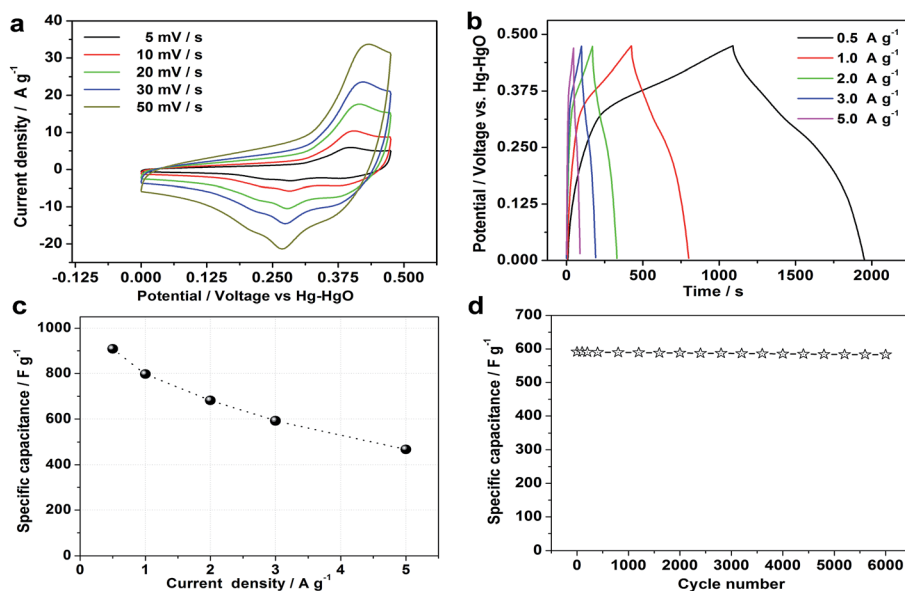 a
Current density / A g-1
40
30
20
10
0
-10
-20
5 mV / s
10 mV / s
20 mV / s
30 mV / s
50 mV / s
-0.125 0.000 0.125 0.250 0.375 0.500
Potential / Voltage vs Hg-HgO
b
Potential / Voltage vs. Hg-HgO
0.500
0.375
0.250
0.125
0.000
0.5 A g-1
1.0 A g-1
2.0 A g-1
3.0 A g-1
5.0 A g-1
0 500 1000 1500 2000
Time / s
c
Specific capacitance / F g-1
1000
800
600
400
200
0
0 1 2 3 4 5
Current density / A g-1
d
Specific capacitance / F g-1
700
600
500
400
300
200
100
0
0 1000 2000 3000 4000 5000 6000
Cycle number